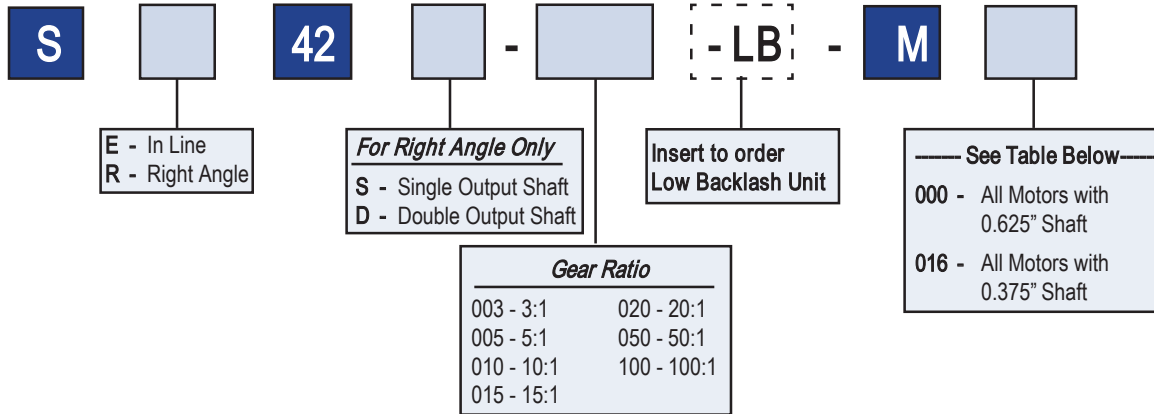 S 42 - - LB - M
E - In Line
R - Right Angle
For Right Angle Only
S - Single Output Shaft
D - Double Output Shaft
Insert to order
Low Backlash Unit
See Table Below
000 - All Motors with
0.625” Shaft
016 - All Motors with
0.375” Shaft
Gear Ratio
003 - 3:1 020 - 20:1
005 - 5:1 050 - 50:1
010 - 10:1 100 - 100:1
015 - 15:1